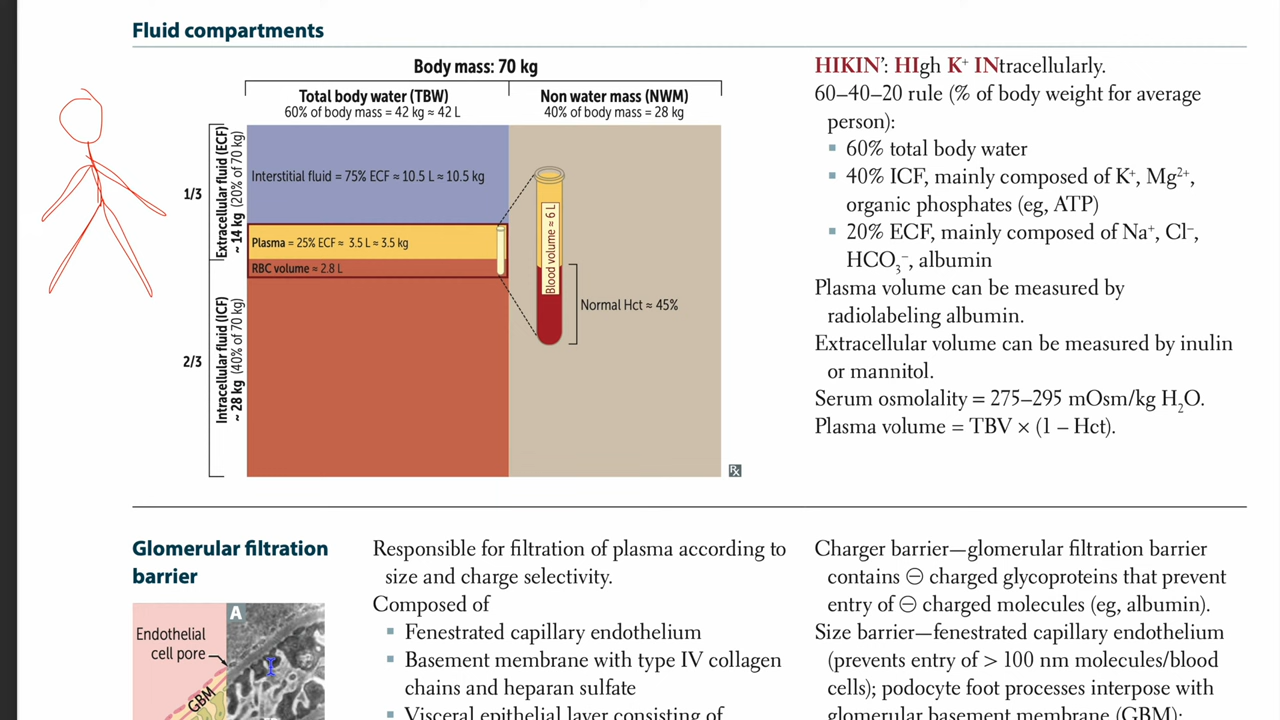 Fluid compartments
Body mass: 70 kg
Total body water (TBW)
60% of body mass = 42 kg ≈ 42 L
Non water mass (NWM)
40% of body mass = 28 kg
1/3
Extracellular fluid (ECF)
~ 14 kg (20% of 70 kg)
Interstitial fluid = 75% ECF ≈ 10.5 L ≈ 10.5 kg
Plasma = 25% ECF ≈ 3.5 L ≈ 3.5 kg
RBC volume ≈ 2.8 L
Blood volume ≈ 6 L
Normal Hct ≈ 45%
2/3
Intracellular fluid (ICF)
~ 28 kg (40% of 70 kg)
Rx
HIKIN’: HIgh K⁺ INtracellularly.
60–40–20 rule (% of body weight for average
person):
▪ 60% total body water
▪ 40% ICF, mainly composed of K⁺, Mg²⁺,
organic phosphates (eg, ATP)
▪ 20% ECF, mainly composed of Na⁺, Cl⁻,
HCO₃⁻, albumin
Plasma volume can be measured by
radiolabeling albumin.
Extracellular volume can be measured by inulin
or mannitol.
Serum osmolality = 275–295 mOsm/kg H₂O.
Plasma volume = TBV × (1 – Hct).
Glomerular filtration
barrier
A
Endothelial
cell pore
GBM
Responsible for filtration of plasma according to
size and charge selectivity.
Composed of
▪ Fenestrated capillary endothelium
▪ Basement membrane with type IV collagen
chains and heparan sulfate
▪ Visceral epithelial layer consisting of
Charger barrier—glomerular filtration barrier
contains ⊖ charged glycoproteins that prevent
entry of ⊖ charged molecules (eg, albumin).
Size barrier—fenestrated capillary endothelium
(prevents entry of > 100 nm molecules/blood
cells); podocyte foot processes interpose with
glomerular basement membrane (GBM);